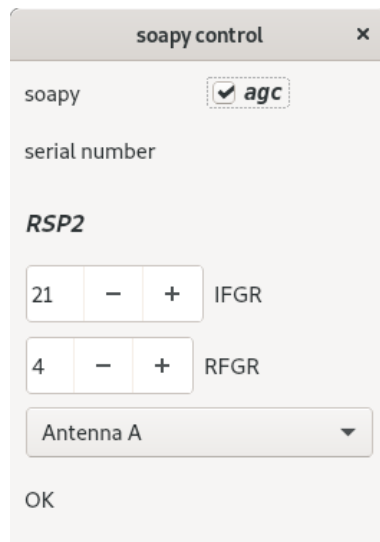 soapy control ×
soapy agc
serial number
RSP2
21 − + IFGR
4 − + RFGR
Antenna A
OK